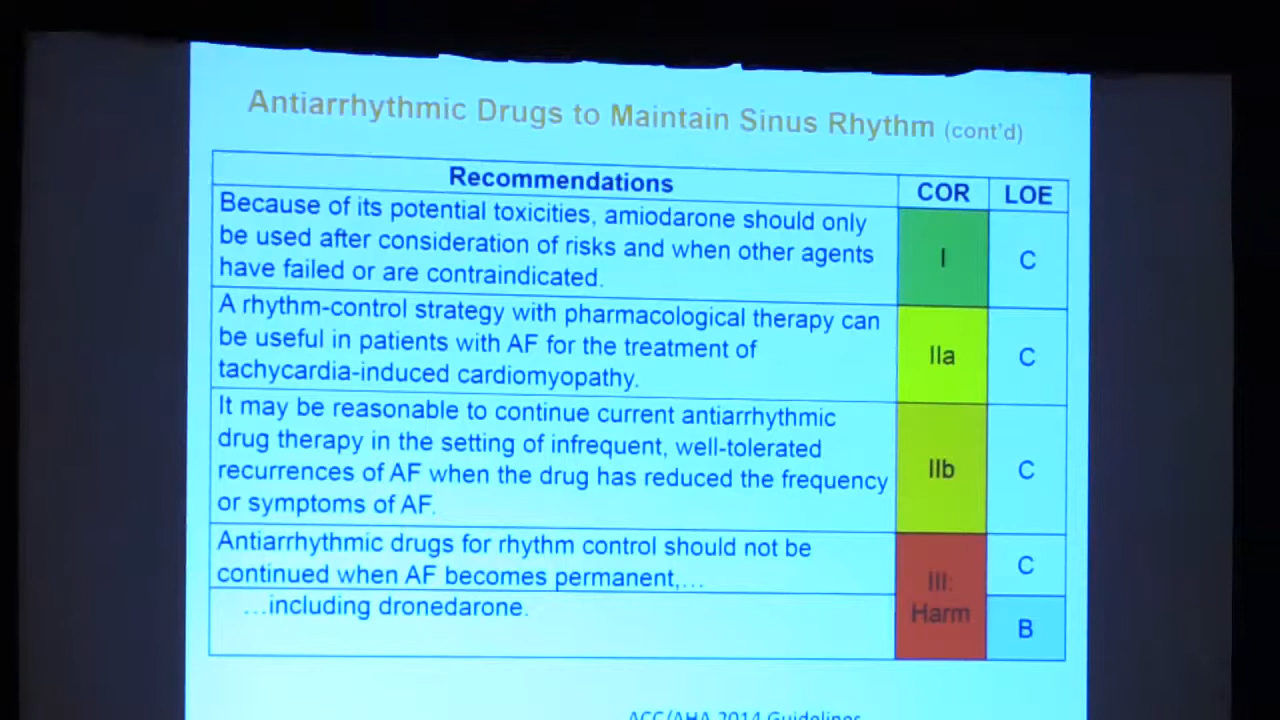 Antiarrhythmic Drugs to Maintain Sinus Rhythm (cont'd)
Recommendations COR LOE
Because of its potential toxicities, amiodarone should only
be used after consideration of risks and when other agents
have failed or are contraindicated.
I C
A rhythm-control strategy with pharmacological therapy can
be useful in patients with AF for the treatment of
tachycardia-induced cardiomyopathy.
IIa C
It may be reasonable to continue current antiarrhythmic
drug therapy in the setting of infrequent, well-tolerated
recurrences of AF when the drug has reduced the frequency
or symptoms of AF.
IIb C
Antiarrhythmic drugs for rhythm control should not be
continued when AF becomes permanent,...
C
...including dronedarone.
III:
Harm
B
ACC/AHA 2014 Guidelines